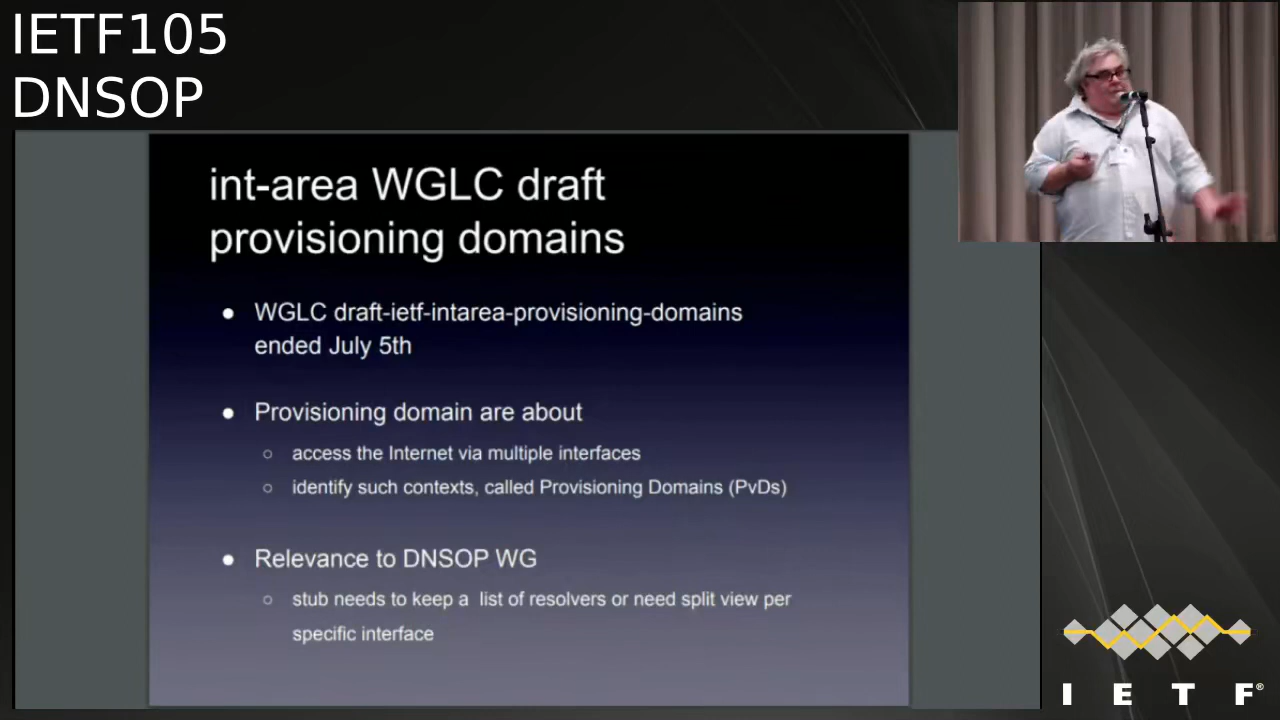 IETF105
DNSOP
int-area WGLC draft
provisioning domains
● WGLC draft-ietf-intarea-provisioning-domains
ended July 5th
● Provisioning domain are about
○ access the Internet via multiple interfaces
○ identify such contexts, called Provisioning Domains (PvDs)
● Relevance to DNSOP WG
○ stub needs to keep a list of resolvers or need split view per
specific interface
I E T F®